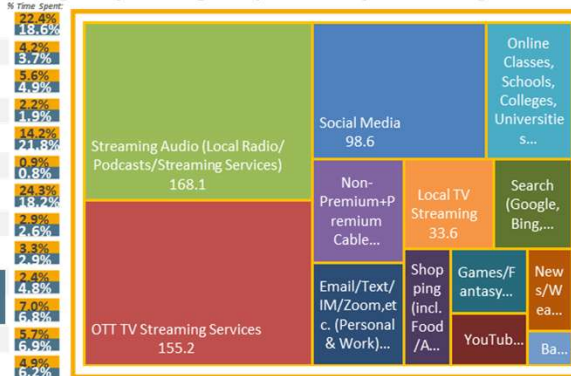 % Time Spent:
22.4%
18.6%
4.2%
3.7%
5.6%
4.9%
2.2%
1.9%
14.2%
21.8%
0.9%
0.8%
24.3%
18.2%
2.9%
2.6%
3.3%
2.9%
2.4%
4.8%
7.0%
6.8%
5.7%
6.9%
4.9%
6.2%
Streaming Audio (Local Radio/
Podcasts/Streaming Services)
168.1
OTT TV Streaming Services
155.2
Social Media
98.6
Online
Classes,
Schools,
Colleges,
Universitie
s...
Non-
Premium+P
remium
Cable...
Local TV
Streaming
33.6
Search
(Google,
Bing,...
Email/Text/
IM/Zoom,et
c. (Personal
& Work)...
Shop
ping
(incl.
Food
/A...
Games/F
antasy...
New
s/W
ea...
YouTub...
Ba...